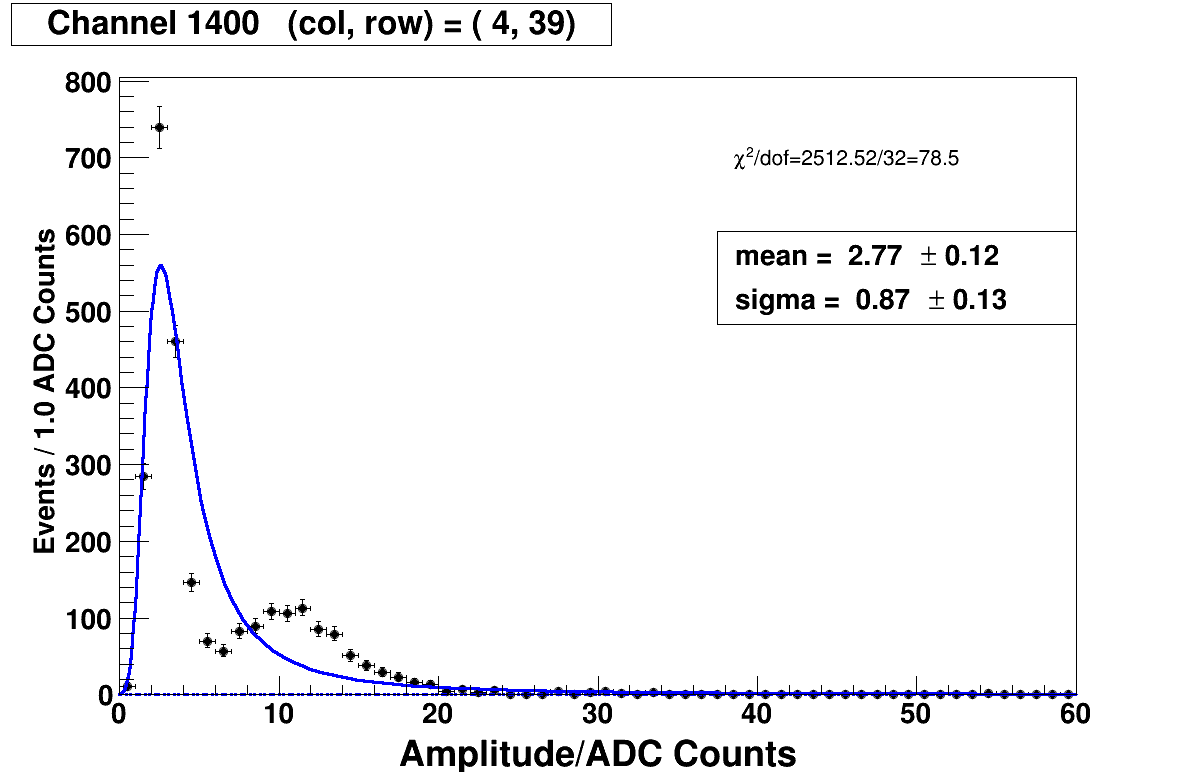 Channel 1400 (col, row) = ( 4, 39)
800
700
600
500
400
300
200
100
0
Events / 1.0 ADC Counts
χ²/dof=2512.52/32=78.5
mean = 2.77 ± 0.12
sigma = 0.87 ± 0.13
0 10 20 30 40 50 60
Amplitude/ADC Counts